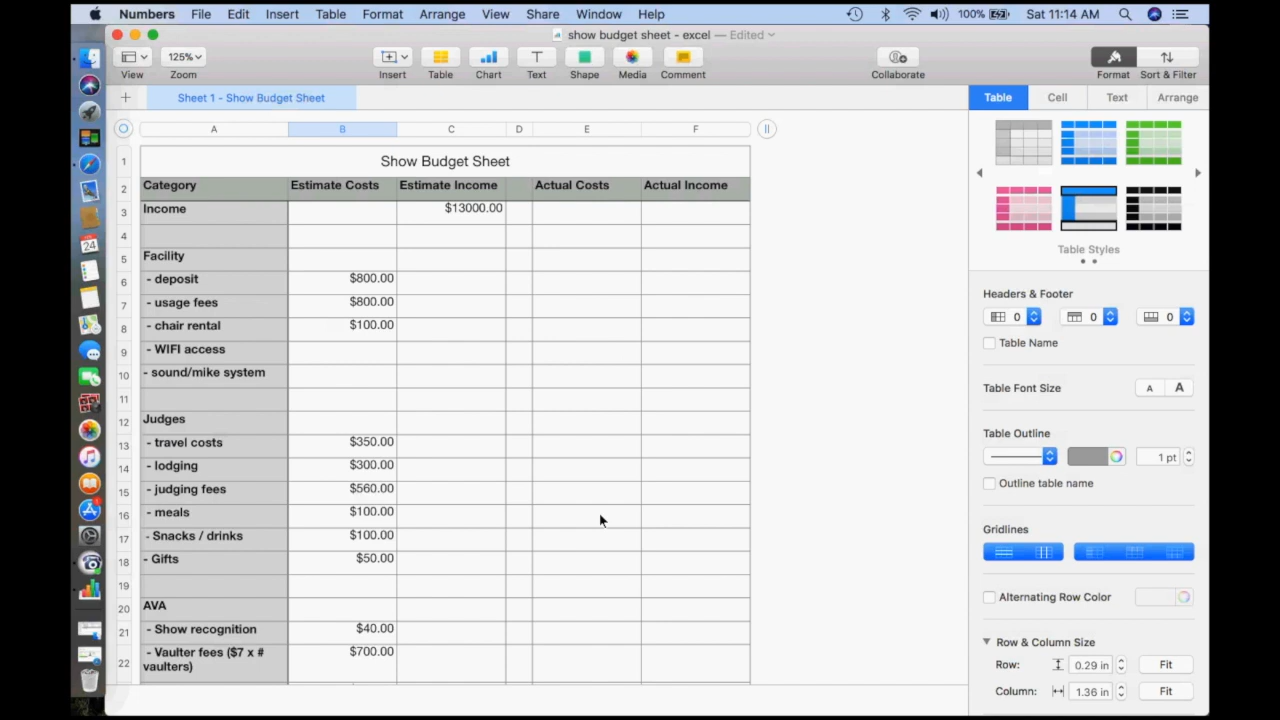 Numbers File Edit Insert Table Format Arrange View Share Window Help 100% Sat 11:14 AM
show budget sheet - excel — Edited
125%
View Zoom Insert Table Chart Text Shape Media Comment Collaborate Format Sort & Filter
Sheet 1 - Show Budget Sheet
Table Cell Text Arrange
A B C D E F
1 Show Budget Sheet
2 Category Estimate Costs Estimate Income Actual Costs Actual Income
3 Income $13000.00
4
5 Facility
6 - deposit $800.00
7 - usage fees $800.00
8 - chair rental $100.00
9 - WIFI access
10 - sound/mike system
11
12 Judges
13 - travel costs $350.00
14 - lodging $300.00
15 - judging fees $560.00
16 - meals $100.00
17 - Snacks / drinks $100.00
18 - Gifts $50.00
19
20 AVA
21 - Show recognition $40.00
22 - Vaulter fees ($7 x # $700.00
vaulters)
24
Table Styles
Headers & Footer
0 0 0
Table Name
Table Font Size A A
Table Outline
1 pt
Outline table name
Gridlines
Alternating Row Color
Row & Column Size
Row: 0.29 in Fit
Column: 1.36 in Fit